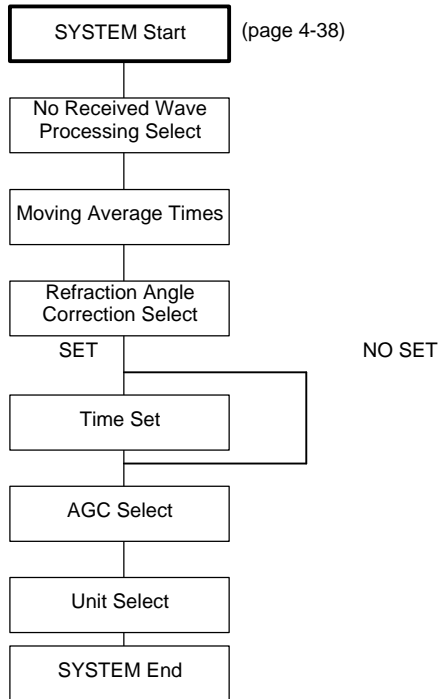 SYSTEM Start (page 4-38)
No Received Wave
Processing Select
Moving Average Times
Refraction Angle
Correction Select
SET NO SET
Time Set
AGC Select
Unit Select
SYSTEM End